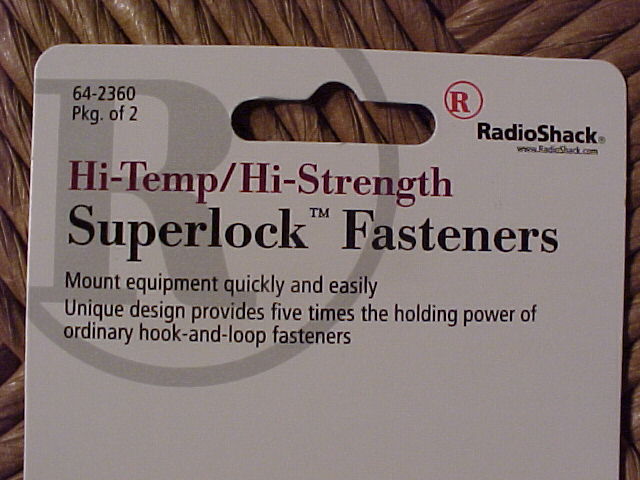 64-2360
Pkg. of 2
R
RadioShack®
www.RadioShack.com
Hi-Temp/Hi-Strength
Superlock™ Fasteners
Mount equipment quickly and easily
Unique design provides five times the holding power of
ordinary hook-and-loop fasteners